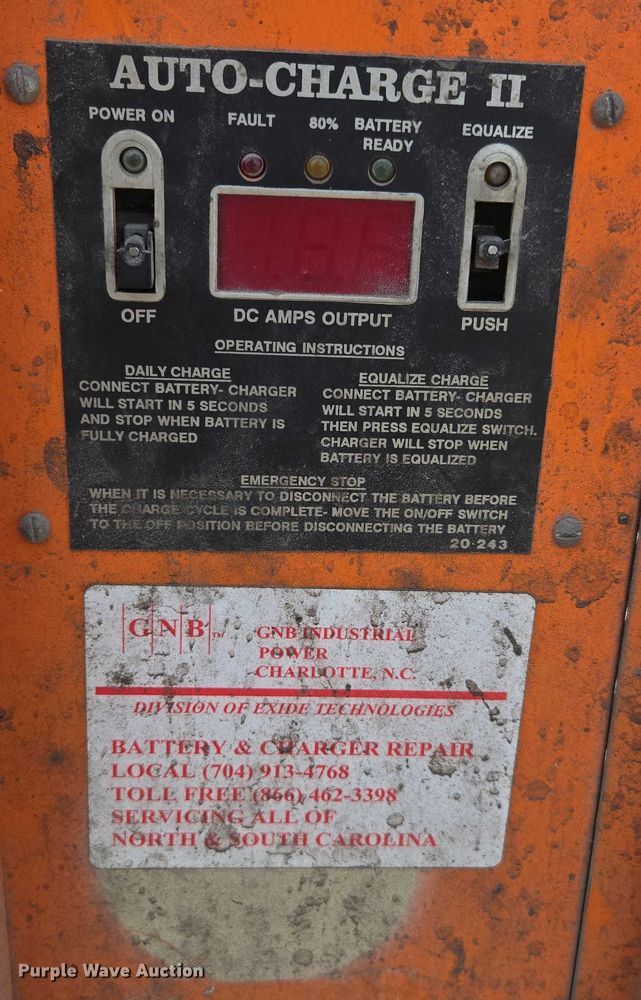 AUTO-CHARGE II
POWER ON
FAULT
80%
BATTERY
READY
EQUALIZE
OFF
DC AMPS OUTPUT
PUSH
OPERATING INSTRUCTIONS
DAILY CHARGE
CONNECT BATTERY- CHARGER
WILL START IN 5 SECONDS
AND STOP WHEN BATTERY IS
FULLY CHARGED
EQUALIZE CHARGE
CONNECT BATTERY- CHARGER
WILL START IN 5 SECONDS
THEN PRESS EQUALIZE SWITCH.
CHARGER WILL STOP WHEN
BATTERY IS EQUALIZED
EMERGENCY STOP
WHEN IT IS NECESSARY TO DISCONNECT THE BATTERY BEFORE
THE CHARGE CYCLE IS COMPLETE- MOVE THE ON/OFF SWITCH
TO THE OFF POSITION BEFORE DISCONNECTING THE BATTERY
20-243
GNB TM
GNB INDUSTRIAL
POWER
CHARLOTTE, N.C.
DIVISION OF EXIDE TECHNOLOGIES
BATTERY & CHARGER REPAIR
LOCAL (704) 913-4768
TOLL FREE (866) 462-3398
SERVICING ALL OF
NORTH & SOUTH CAROLINA
Purple Wave Auction